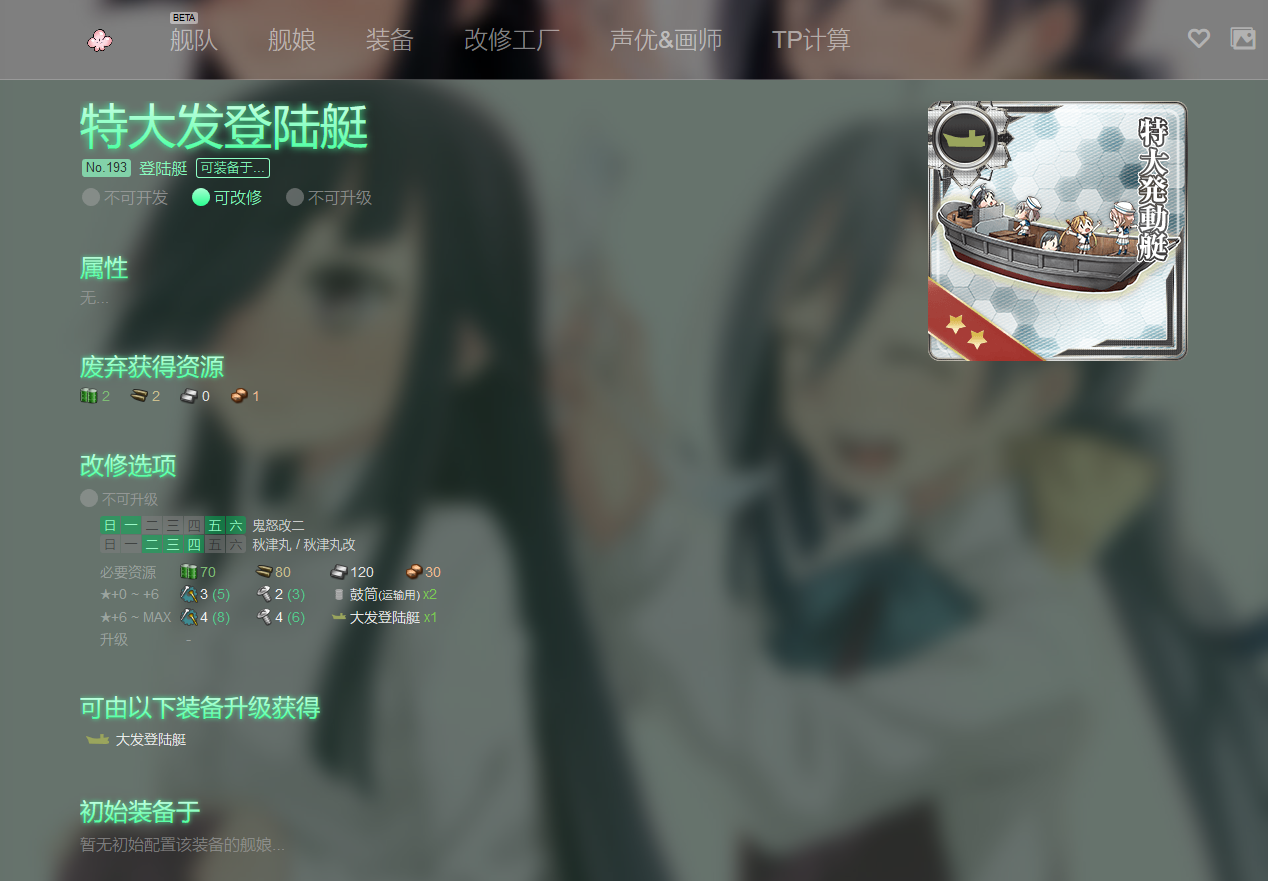 BETA
舰队 舰娘 装备 改修工厂 声优&画师 TP计算
特大发登陆艇
No.193 登陆艇 可装备于...
不可开发 可改修 不可升级
特大発動艇
属性
无...
废弃获得资源
2 2 0 1
改修选项
不可升级
日 一 二 三 四 五 六 鬼怒改二
日 一 二 三 四 五 六 秋津丸 / 秋津丸改
必要资源 70 80 120 30
★+0 ~ +6 3 (5) 2 (3) 鼓筒(运输用) x2
★+6 ~ MAX 4 (8) 4 (6) 大发登陆艇 x1
升级 -
可由以下装备升级获得
大发登陆艇
初始装备于
暂无初始配置该装备的舰娘...